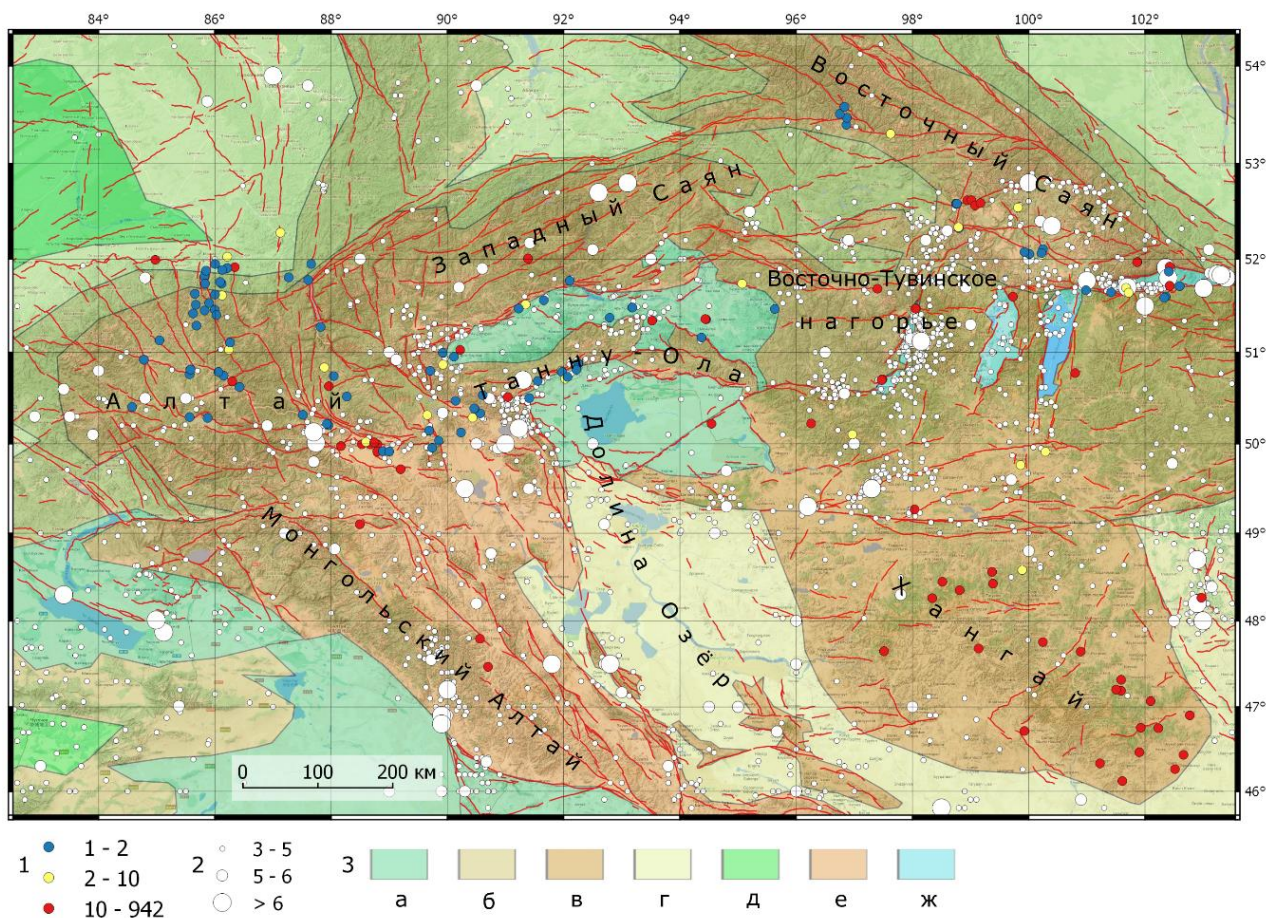 84° 86° 88° 90° 92° 94° 96° 98° 100° 102°
54°
53°
52°
51°
50°
49°
48°
47°
46°
Восточный Саян
Западный Саян
Восточно-Тувинское
нагорье
Танну-Ола
Алтай
Долина Озёр
Монгольский Алтай
Хангай
0 100 200 км
1 1 - 2 2 3 - 5 3
2 - 10 5 - 6
10 - 942 > 6
а б в г д е ж